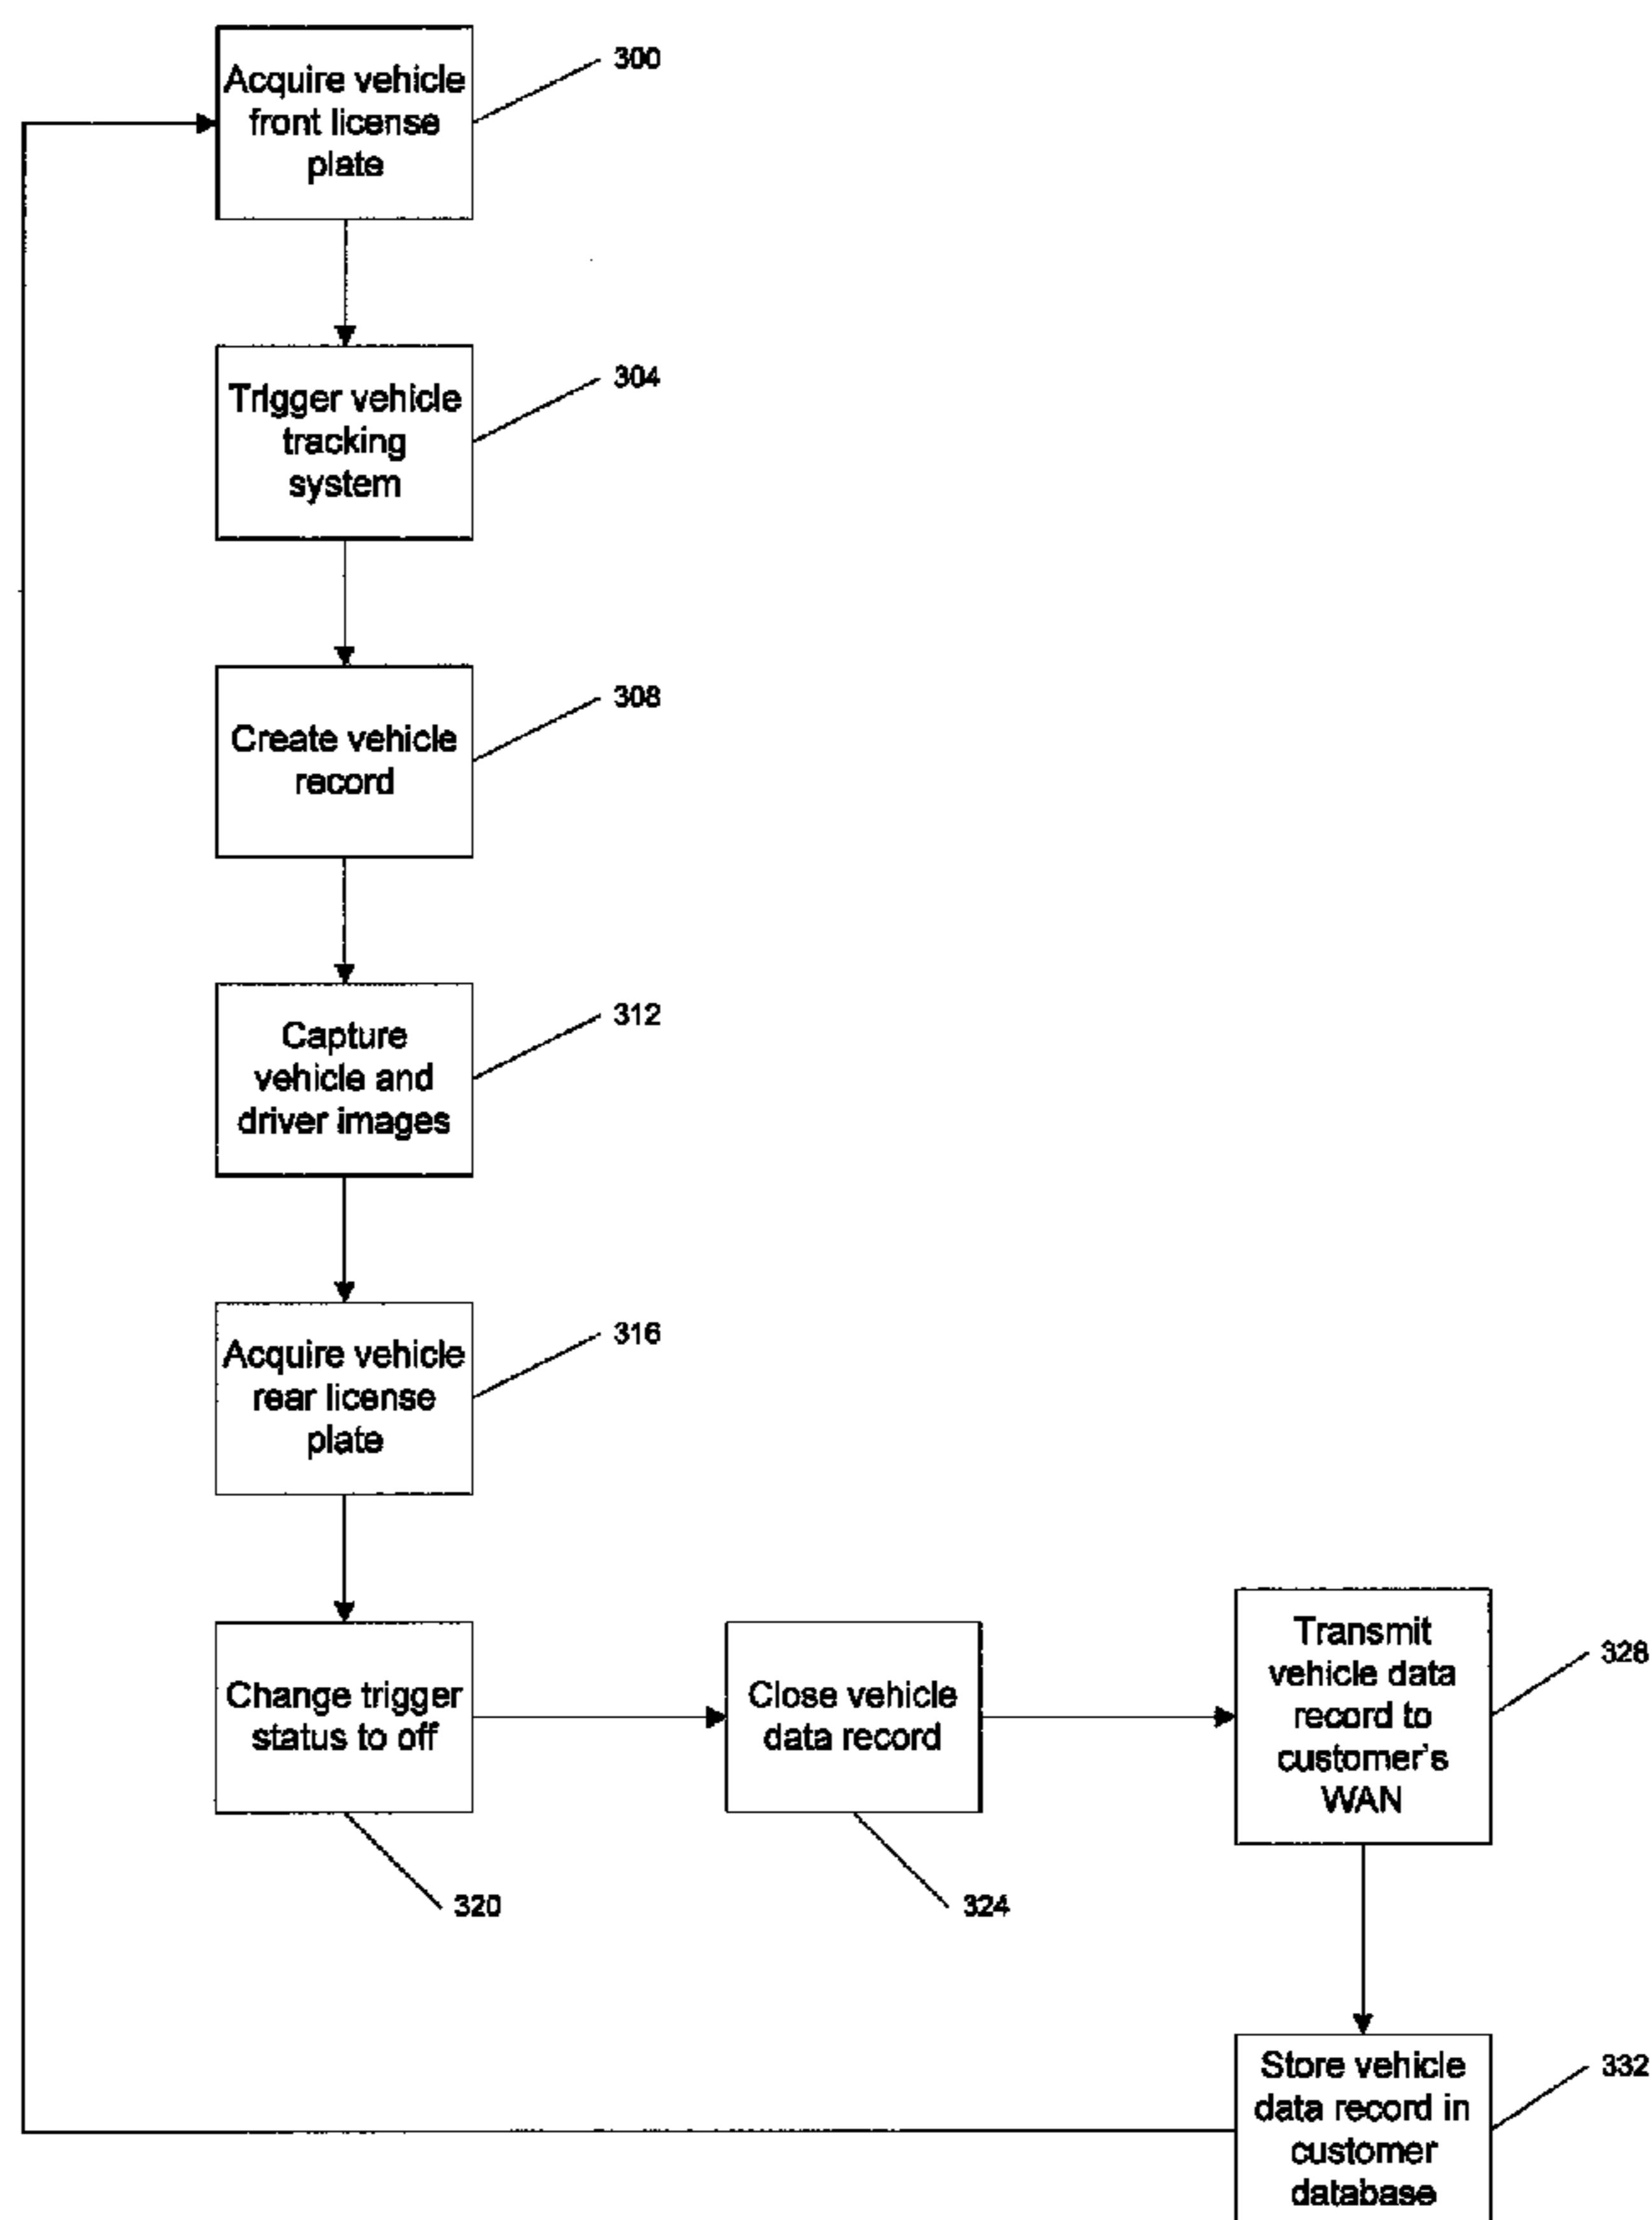 Acquire vehicle
front license
plate
300
Trigger vehicle
tracking
system
304
Create vehicle
record
308
Capture
vehicle and
driver images
312
Acquire vehicle
rear license
plate
316
Change trigger
status to off
320
Close vehicle
data record
324
Transmit
vehicle data
record to
customer's
WAN
328
Store vehicle
data record in
customer
database
332